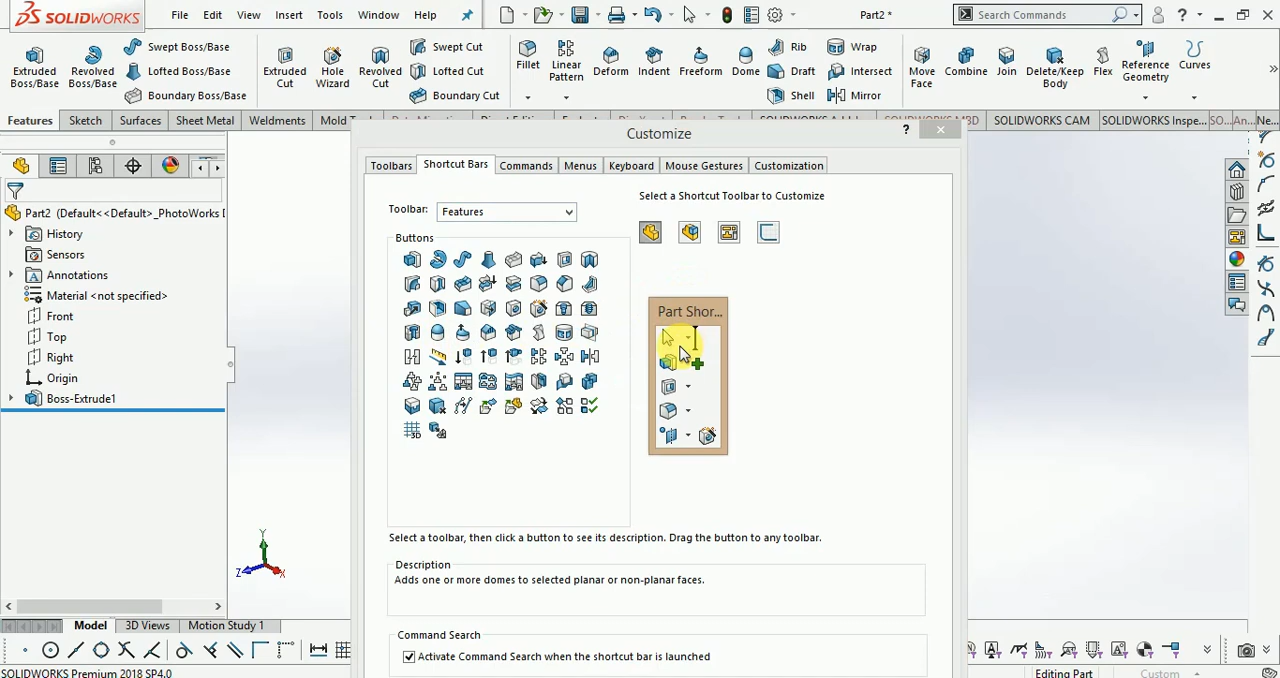 SOLIDWORKS
File Edit View Insert Tools Window Help
Part2 *
Search Commands
Extruded Boss/Base
Revolved Boss/Base
Swept Boss/Base
Lofted Boss/Base
Boundary Boss/Base
Extruded Cut
Hole Wizard
Revolved Cut
Swept Cut
Lofted Cut
Boundary Cut
Fillet
Linear Pattern
Deform
Indent
Freeform
Dome
Rib
Draft
Shell
Wrap
Intersect
Mirror
Move Face
Combine
Join
Delete/Keep Body
Flex
Reference Geometry
Curves
Features Sketch Surfaces Sheet Metal Weldments SOLIDWORKS CAM SOLIDWORKS Inspe... SO... An... Ne...
Customize
? ×
Toolbars Shortcut Bars Commands Menus Keyboard Mouse Gestures Customization
Toolbar: Features
Select a Shortcut Toolbar to Customize
Buttons
Part Shor...
Select a toolbar, then click a button to see its description. Drag the button to any toolbar.
Description
Adds one or more domes to selected planar or non-planar faces.
Command Search
Activate Command Search when the shortcut bar is launched
Part2 (Default<<Default>_PhotoWorks D
History
Sensors
Annotations
Material <not specified>
Front
Top
Right
Origin
Boss-Extrude1
Y
Z
X
Model 3D Views Motion Study 1
SOLIDWORKS Premium 2018 SP4.0
Editing Part
Custom